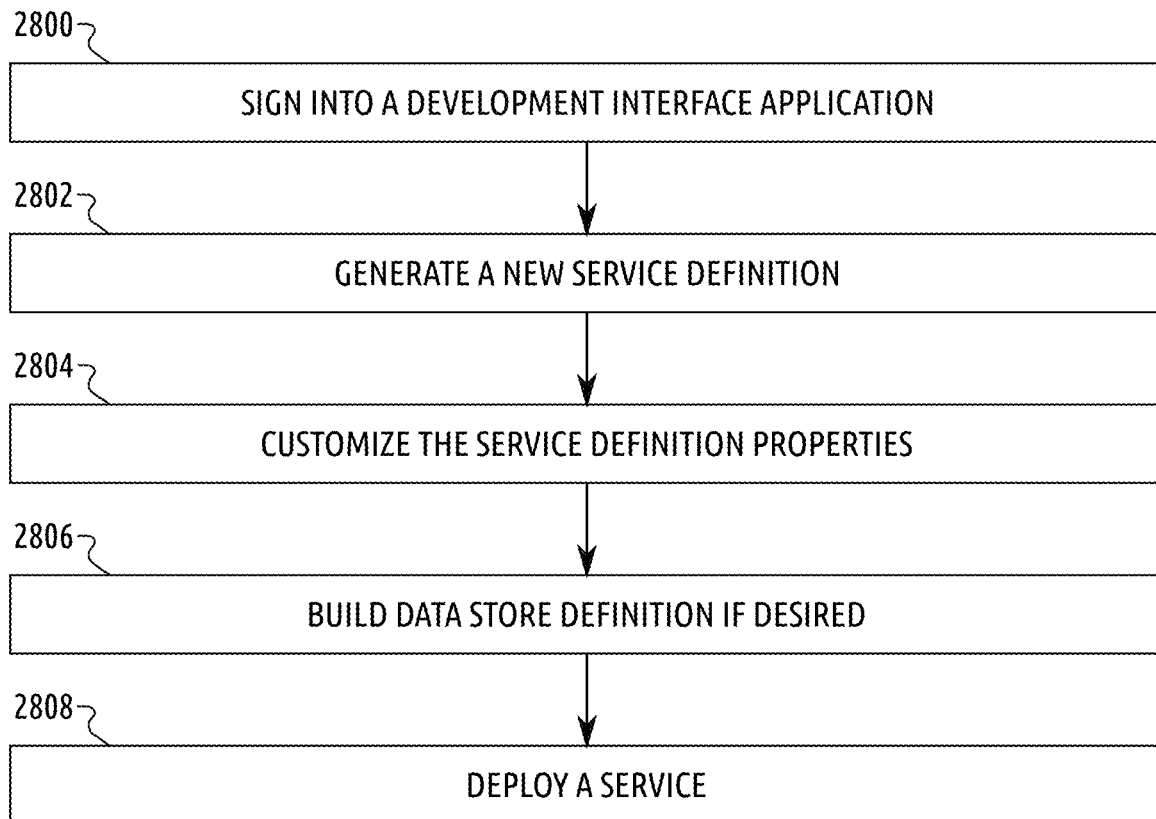 2800
SIGN INTO A DEVELOPMENT INTERFACE APPLICATION
2802
GENERATE A NEW SERVICE DEFINITION
2804
CUSTOMIZE THE SERVICE DEFINITION PROPERTIES
2806
BUILD DATA STORE DEFINITION IF DESIRED
2808
DEPLOY A SERVICE